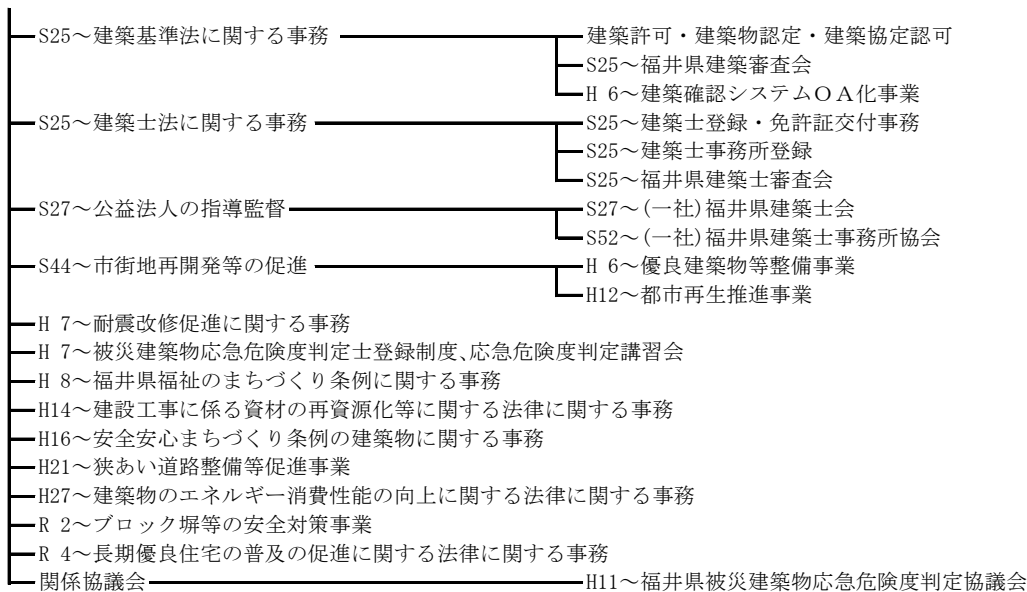 S25～建築基準法に関する事務 建築許可・建築物認定・建築協定認可
S25～福井県建築審査会
H 6～建築確認システムＯＡ化事業
S25～建築士法に関する事務 S25～建築士登録・免許証交付事務
S25～建築士事務所登録
S25～福井県建築士審査会
S27～公益法人の指導監督 S27～(一社)福井県建築士会
S52～(一社)福井県建築士事務所協会
S44～市街地再開発等の促進 H 6～優良建築物等整備事業
H12～都市再生推進事業
H 7～耐震改修促進に関する事務
H 7～被災建築物応急危険度判定士登録制度、応急危険度判定講習会
H 8～福井県福祉のまちづくり条例に関する事務
H14～建設工事に係る資材の再資源化等に関する法律に関する事務
H16～安全安心まちづくり条例の建築物に関する事務
H21～狭あい道路整備等促進事業
H27～建築物のエネルギー消費性能の向上に関する法律に関する事務
R 2～ブロック塀等の安全対策事業
R 4～長期優良住宅の普及の促進に関する法律に関する事務
関係協議会 H11～福井県被災建築物応急危険度判定協議会